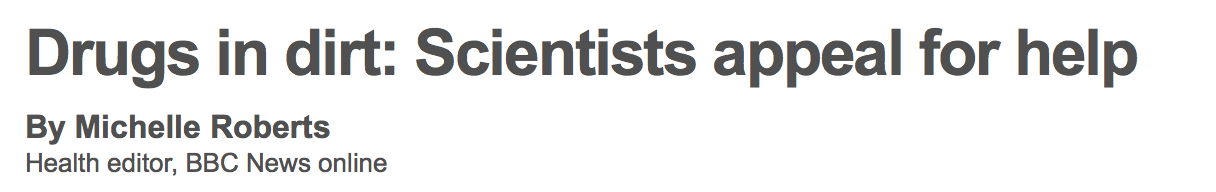 Drugs in dirt: Scientists appeal for help
By Michelle Roberts
Health editor, BBC News online